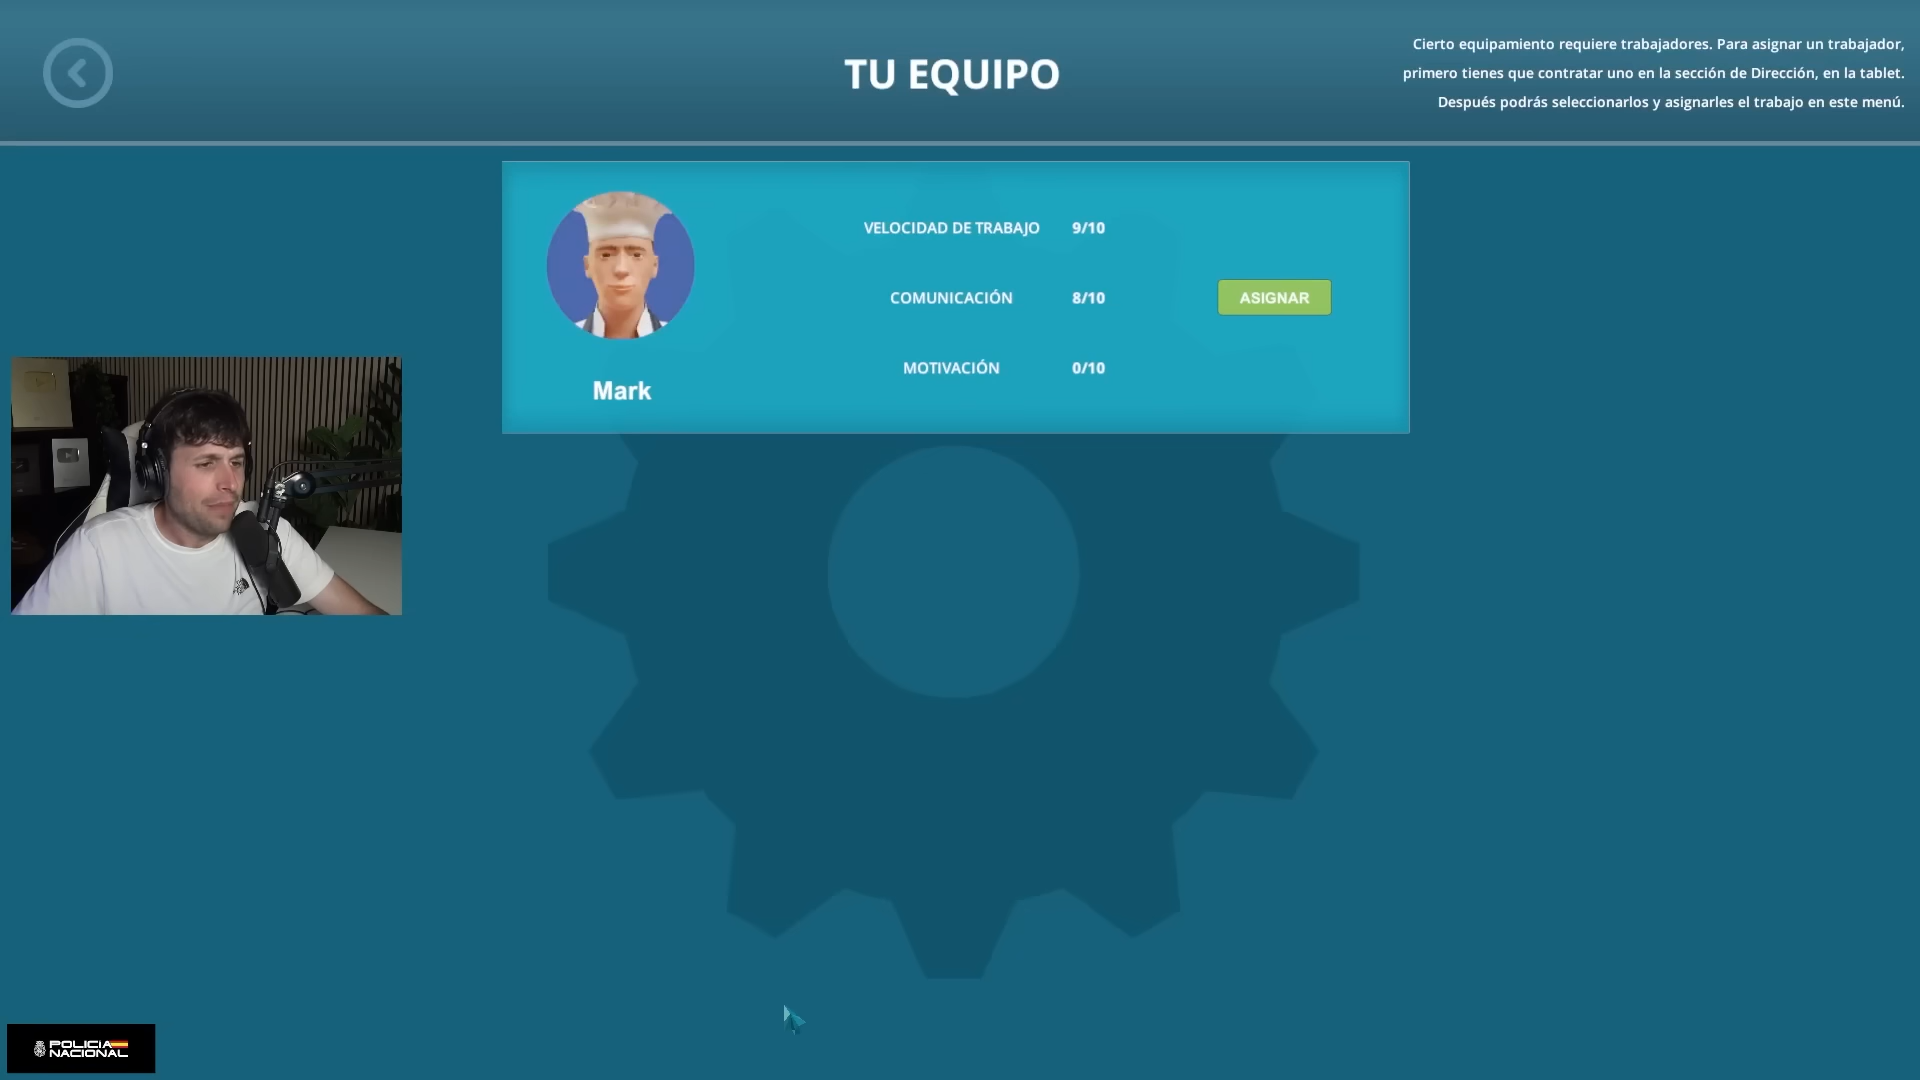 TU EQUIPO
Cierto equipamiento requiere trabajadores. Para asignar un trabajador,
primero tienes que contratar uno en la sección de Dirección, en la tablet.
Después podrás seleccionarlos y asignarles el trabajo en este menú.
VELOCIDAD DE TRABAJO 9/10
COMUNICACIÓN 8/10
ASIGNAR
MOTIVACIÓN 0/10
Mark
POLICÍA
NACIONAL